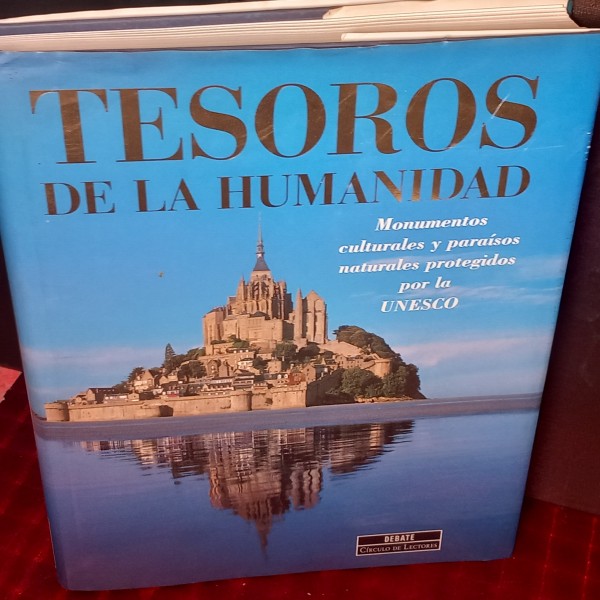 TESOROS
DE LA HUMANIDAD
Monumentos
culturales y paraísos
naturales protegidos
por la
UNESCO
DEBATE
CÍRCULO DE LECTORES